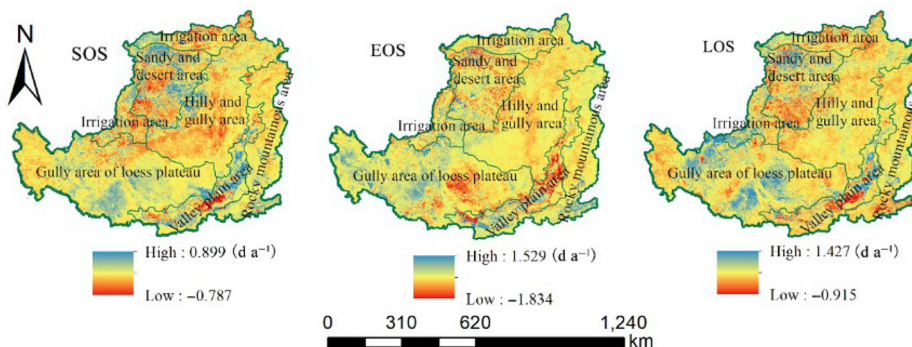 N
SOS
Irrigation area
Sandy and
desert area
Hilly and
gully area
Irrigation area
Gully area of loess plateau
Valley plain area
Rocky mountainous area
High : 0.899 (d a⁻¹)
Low : −0.787
EOS
Irrigation area
Sandy and
desert area
Hilly and
gully area
Irrigation area
Gully area of loess plateau
Valley plain area
Rocky mountainous area
High : 1.529 (d a⁻¹)
Low : −1.834
LOS
Irrigation area
Sandy and
desert area
Hilly and
gully area
Irrigation area
Gully area of loess plateau
Valley plain area
Rocky mountainous area
High : 1.427 (d a⁻¹)
Low : −0.915
0 310 620 1,240
km